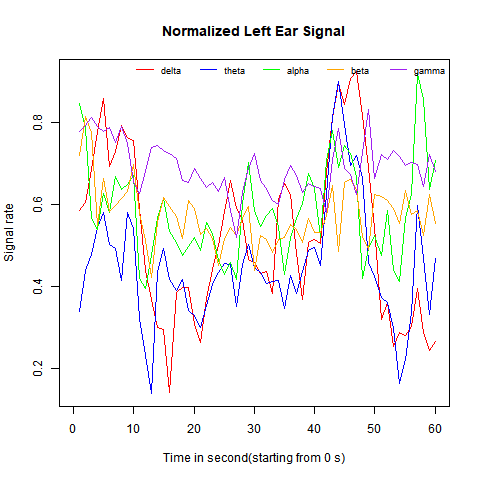 Normalized Left Ear Signal
delta theta alpha beta gamma
0.8
0.6
0.4
0.2
Signal rate
0 10 20 30 40 50 60
Time in second(starting from 0 s)